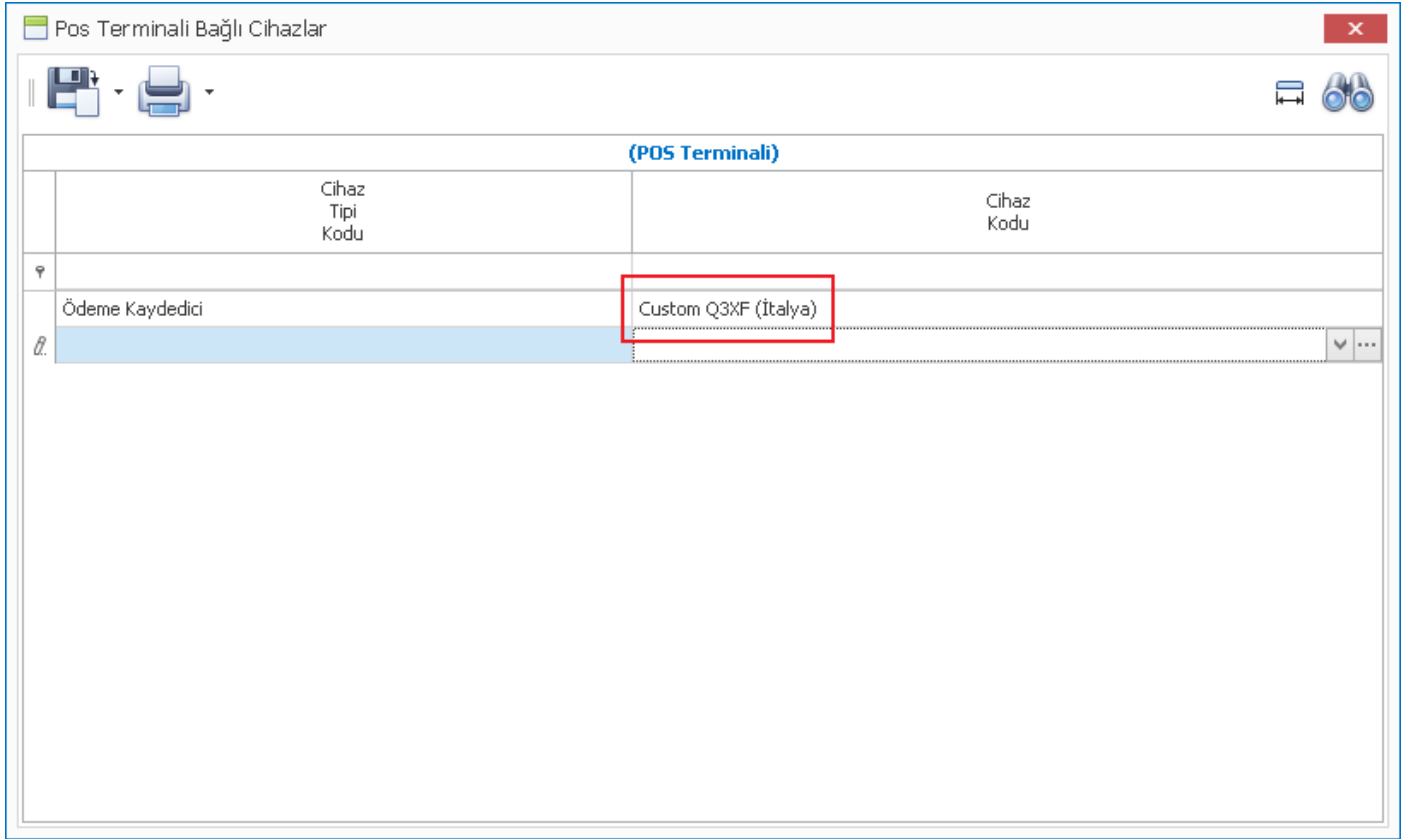 Pos Terminali Bağlı Cihazlar
(POS Terminali)
Cihaz
Tipi
Kodu
Cihaz
Kodu
Ödeme Kaydedici
Custom Q3XF (İtalya)